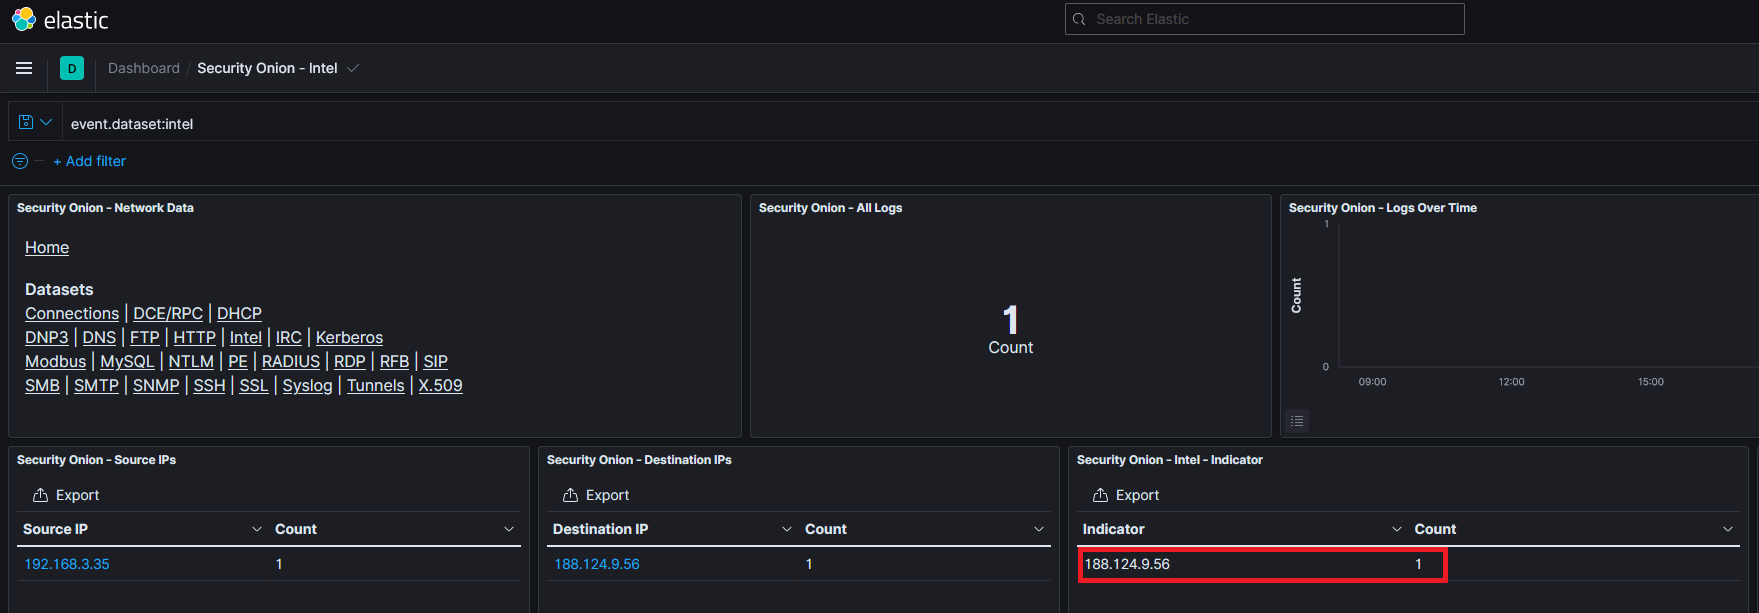 elastic
Search Elastic
D
Dashboard / Security Onion - Intel
event.dataset:intel
+ Add filter
Security Onion - Network Data
Home
Datasets
Connections | DCE/RPC | DHCP
DNP3 | DNS | FTP | HTTP | Intel | IRC | Kerberos
Modbus | MySQL | NTLM | PE | RADIUS | RDP | RFB | SIP
SMB | SMTP | SNMP | SSH | SSL | Syslog | Tunnels | X.509
Security Onion - All Logs
1
Count
Security Onion - Logs Over Time
1
Count
0
09:00 12:00 15:00
Security Onion - Source IPs
Export
Source IP Count
192.168.3.35 1
Security Onion - Destination IPs
Export
Destination IP Count
188.124.9.56 1
Security Onion - Intel - Indicator
Export
Indicator Count
188.124.9.56 1